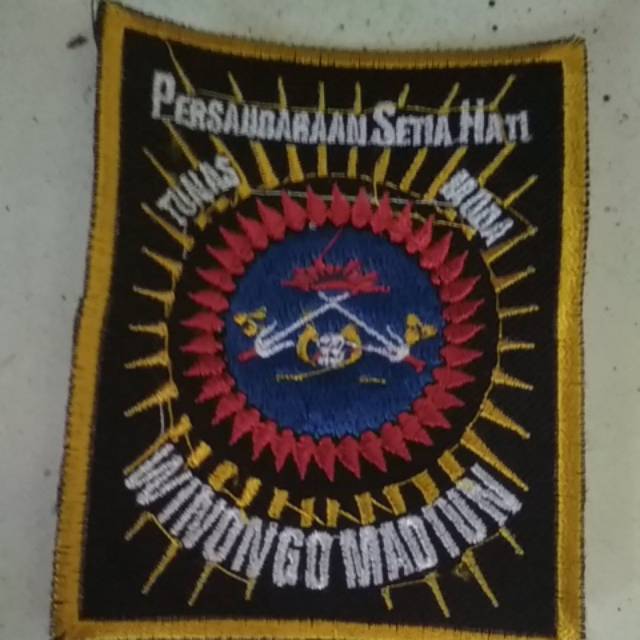 PERSAUDARAAN SETIA HATI
TUNAS MUDA
WINONGO MADIUN